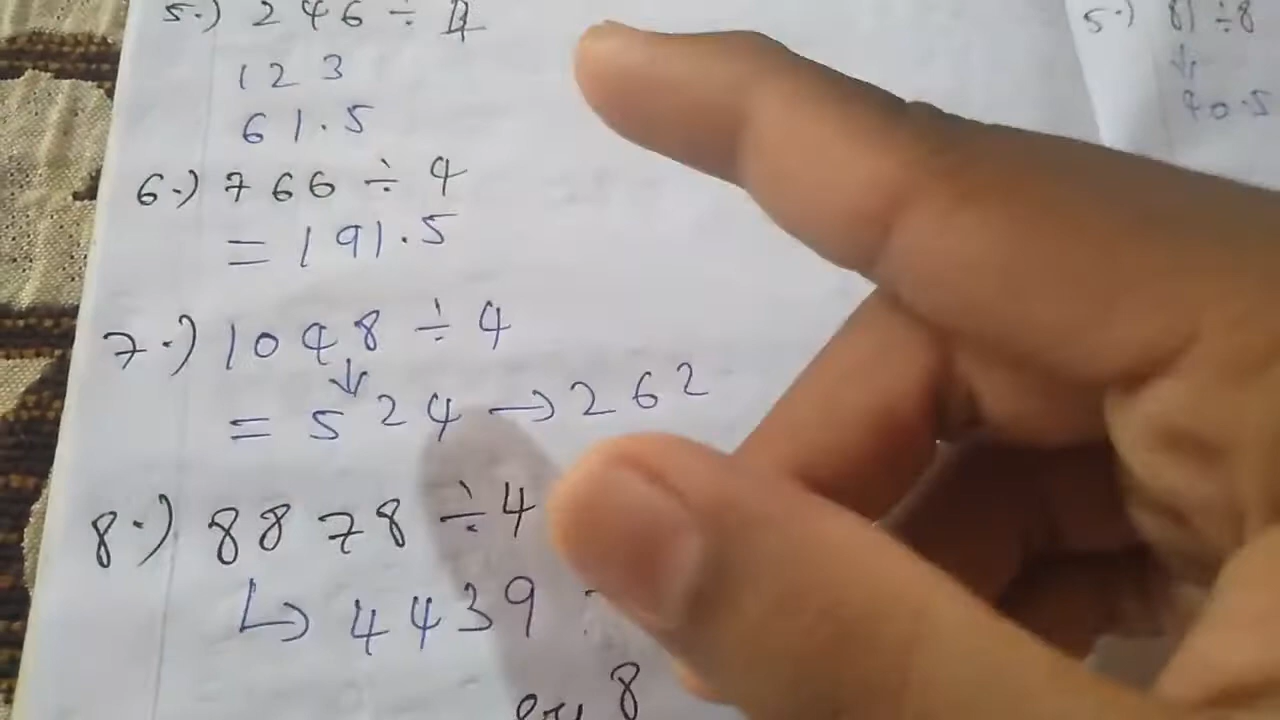 5.) 246 ÷ 4
123
61.5
6.) 766 ÷ 4
= 191.5
7.) 1048 ÷ 4
↓
= 524 → 262
8.) 8878 ÷ 4
↳ 4439
8
5.) 81 ÷ 8
↓
40.5